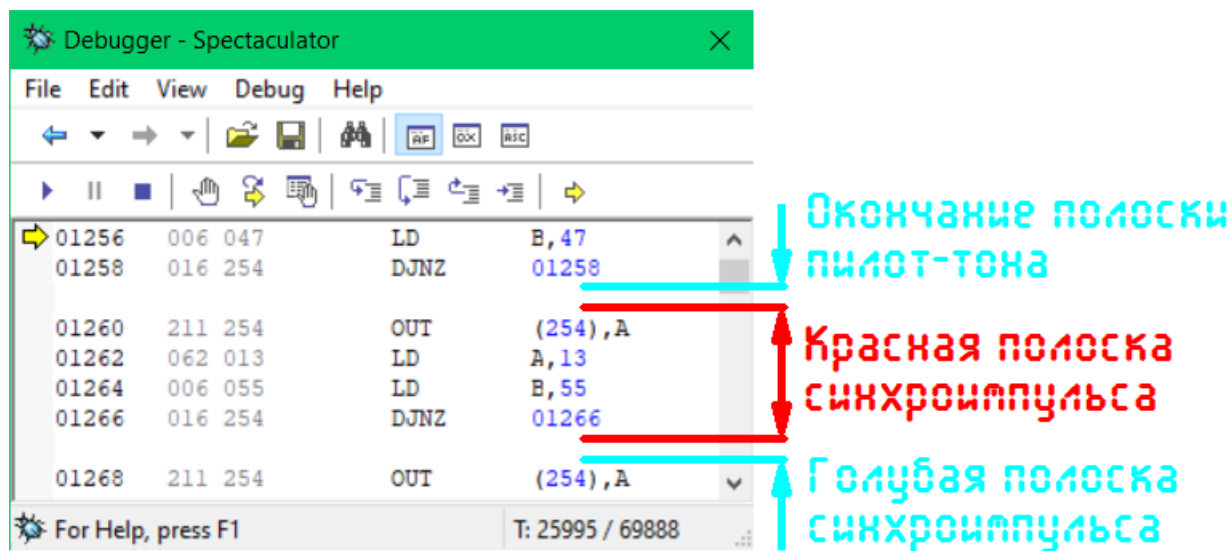 Debugger - Spectaculator
File Edit View Debug Help
AF OX ASC
01256 006 047 LD B,47
01258 016 254 DJNZ 01258
01260 211 254 OUT (254),A
01262 062 013 LD A,13
01264 006 055 LD B,55
01266 016 254 DJNZ 01266
01268 211 254 OUT (254),A
For Help, press F1 T: 25995 / 69888
Окончание полоски
пилот-тона
Красная полоска
синхроимпульса
Голубая полоска
синхроимпульса